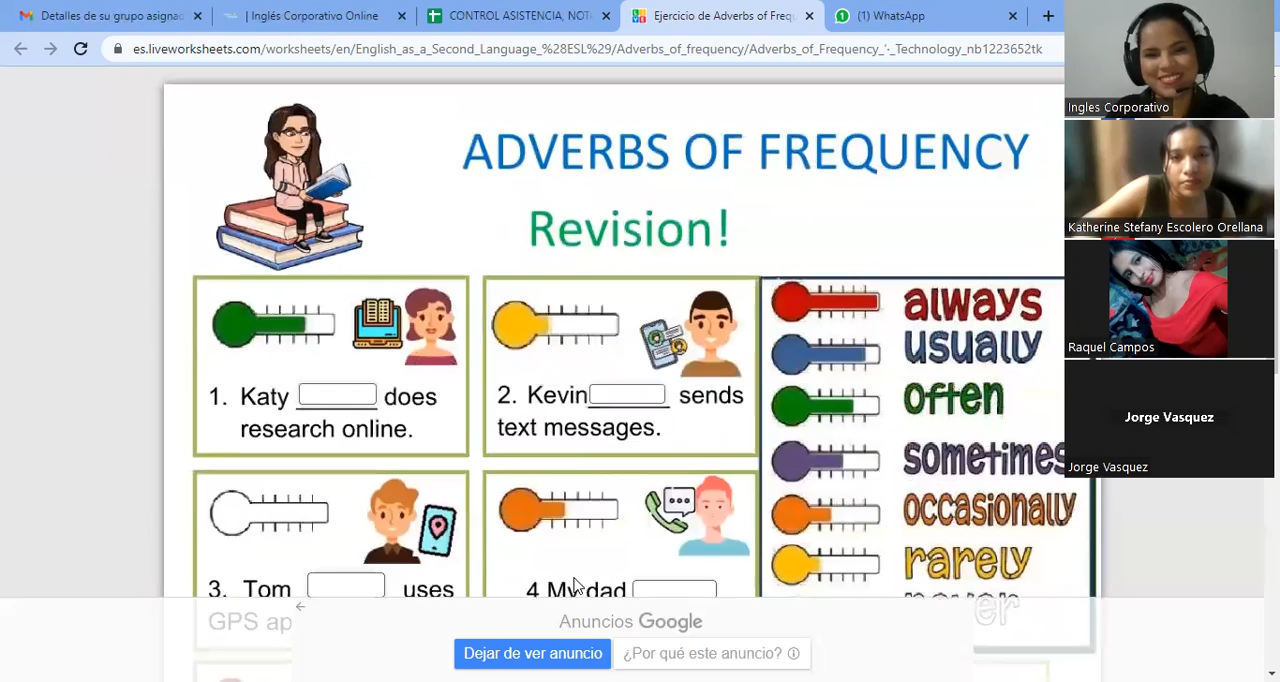 Detalles de su grupo asignad
| Inglés Corporativo Online
CONTROL ASISTENCIA, NOT
Ejercicio de Adverbs of Freq
(1) WhatsApp
es.liveworksheets.com/worksheets/en/English_as_a_Second_Language_%28ESL%29/Adverbs_of_frequency/Adverbs_of_Frequency_·._Technology_nb1223652tk
ADVERBS OF FREQUENCY
Revision!
1. Katy does
research online.
2. Kevin sends
text messages.
3. Tom uses
GPS ap
4 My dad
always
usually
often
sometimes
occasionally
rarely
never
Anuncios Google
Dejar de ver anuncio
¿Por qué este anuncio?
Ingles Corporativo
Katherine Stefany Escolero Orellana
Raquel Campos
Jorge Vasquez
Jorge Vasquez